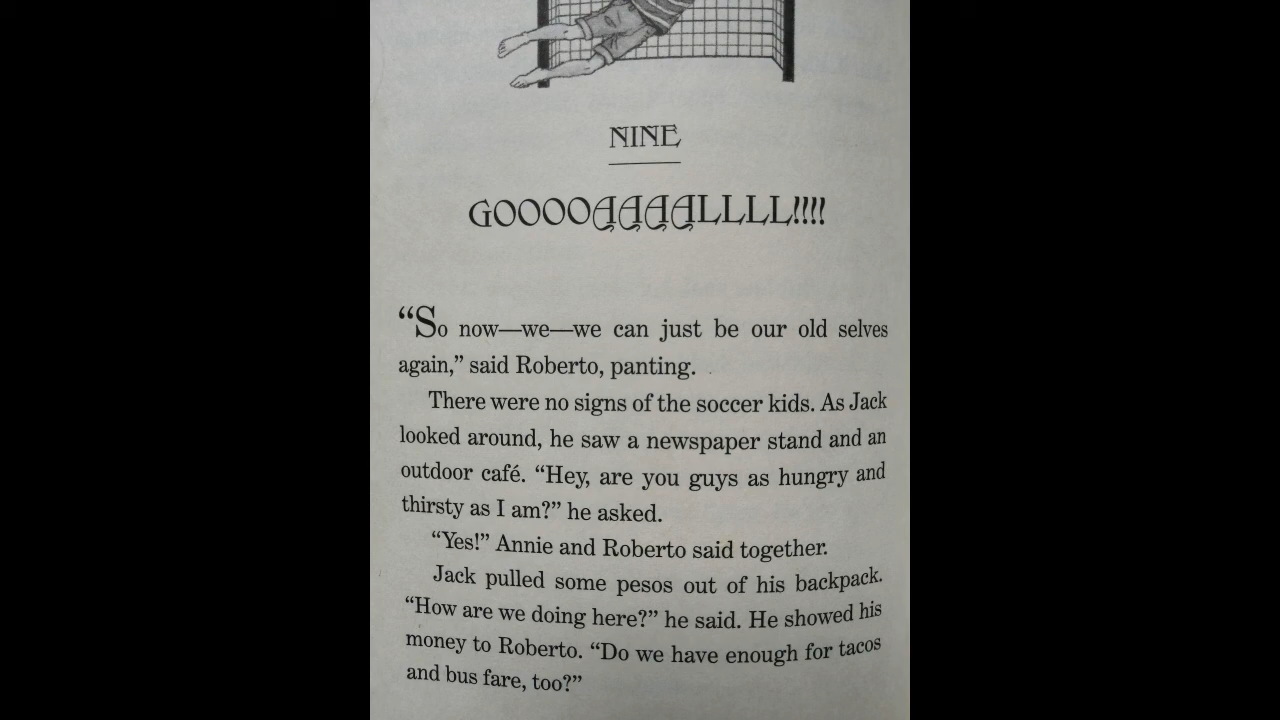 NINE
GOOOOAAAALLLL!!!!
“So now—we—we can just be our old selves
again,” said Roberto, panting.
There were no signs of the soccer kids. As Jack
looked around, he saw a newspaper stand and an
outdoor café. “Hey, are you guys as hungry and
thirsty as I am?” he asked.
“Yes!” Annie and Roberto said together.
Jack pulled some pesos out of his backpack.
“How are we doing here?” he said. He showed his
money to Roberto. “Do we have enough for tacos
and bus fare, too?”